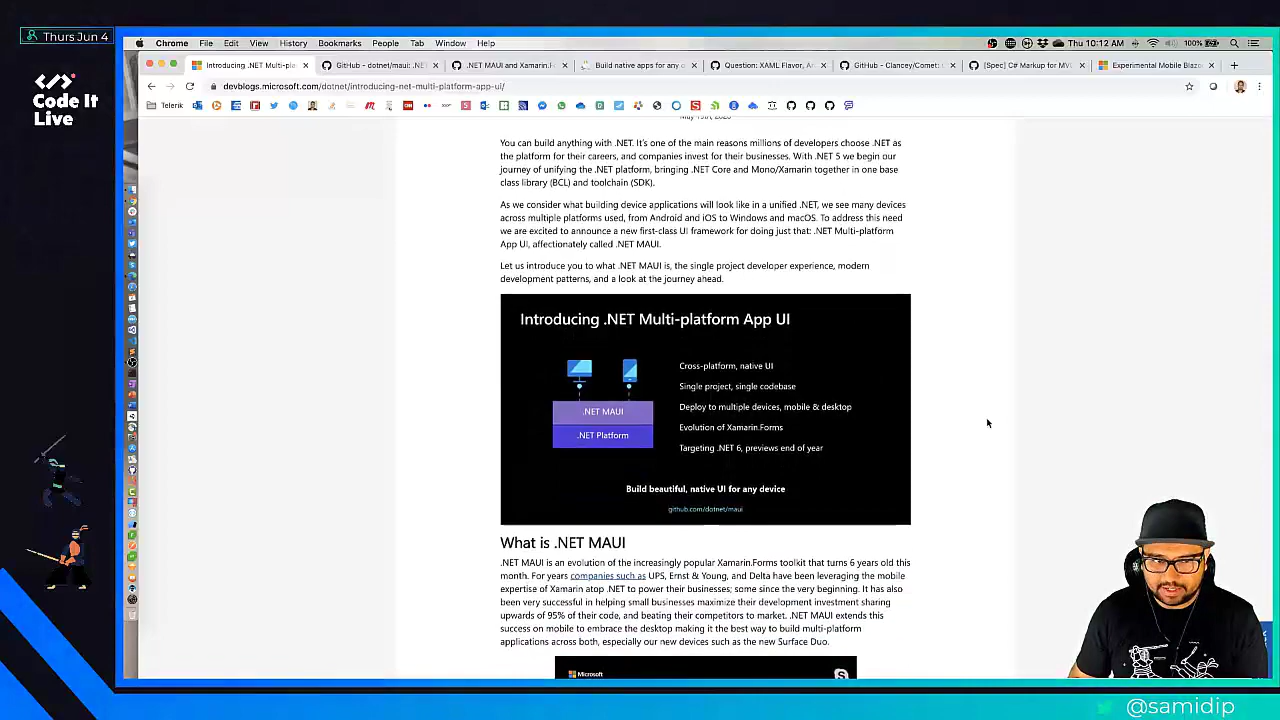 Thurs Jun 4
Code It
Live
Chrome File Edit View History Bookmarks People Tab Window Help
Thu 10:12 AM 100%
Introducing .NET Multi-pla
GitHub - dotnet/maui: .NET
.NET MAUI and Xamarin.Fo
Build native apps for any
Question: XAML Flavor, Ar
GitHub - Clancey/Comet:
[Spec] C# Markup for MV
Experimental Mobile Blazo
devblogs.microsoft.com/dotnet/introducing-net-multi-platform-app-ui/
Telerik
You can build anything with .NET. It's one of the main reasons millions of developers choose .NET as
the platform for their careers, and companies invest for their businesses. With .NET 5 we begin our
journey of unifying the .NET platform, bringing .NET Core and Mono/Xamarin together in one base
class library (BCL) and toolchain (SDK).
As we consider what building device applications will look like in a unified .NET, we see many devices
across multiple platforms used, from Android and iOS to Windows and macOS. To address this need
we are excited to announce a new first-class UI framework for doing just that: .NET Multi-platform
App UI, affectionately called .NET MAUI.
Let us introduce you to what .NET MAUI is, the single project developer experience, modern
development patterns, and a look at the journey ahead.
Introducing .NET Multi-platform App UI
Cross-platform, native UI
Single project, single codebase
.NET MAUI
Deploy to multiple devices, mobile & desktop
Evolution of Xamarin.Forms
.NET Platform
Targeting .NET 6, previews end of year
Build beautiful, native UI for any device
github.com/dotnet/maui
What is .NET MAUI
.NET MAUI is an evolution of the increasingly popular Xamarin.Forms toolkit that turns 6 years old this
month. For years companies such as UPS, Ernst & Young, and Delta have been leveraging the mobile
expertise of Xamarin atop .NET to power their businesses; some since the very beginning. It has also
been very successful in helping small businesses maximize their development investment sharing
upwards of 95% of their code, and beating their competitors to market. .NET MAUI extends this
success on mobile to embrace the desktop making it the best way to build multi-platform
applications across both, especially our new devices such as the new Surface Duo.
Microsoft
@samidip